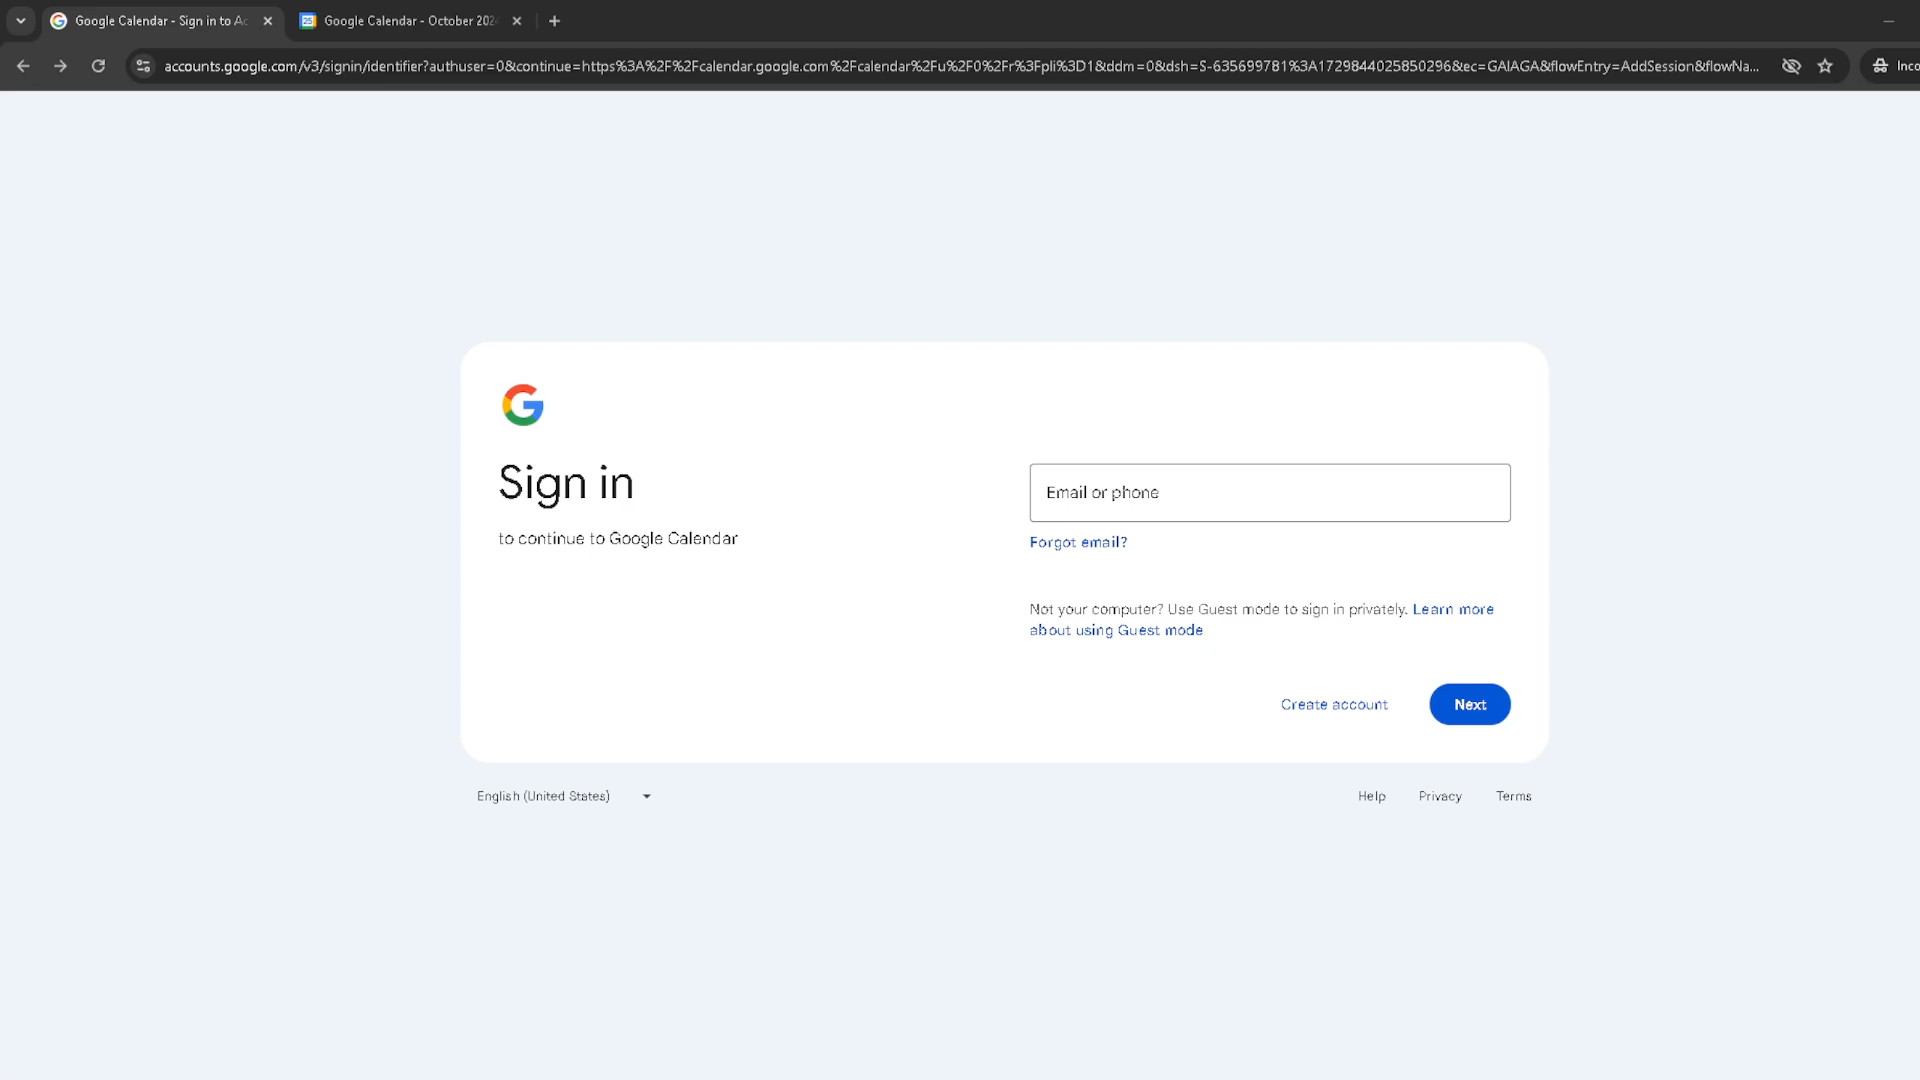 Google Calendar - Sign in to Ac
Google Calendar - October 2024
accounts.google.com/v3/signin/identifier?authuser=0&continue=https%3A%2F%2Fcalendar.google.com%2Fcalendar%2Fu%2F0%2Fr%3Fpli%3D1&ddm=0&dsh=S-635699781%3A1729844025850296&ec=GAlAGA&flowEntry=AddSession&flowNa...
Inco
Sign in
to continue to Google Calendar
Email or phone
Forgot email?
Not your computer? Use Guest mode to sign in privately. Learn more
about using Guest mode
Create account
Next
English (United States)
Help
Privacy
Terms